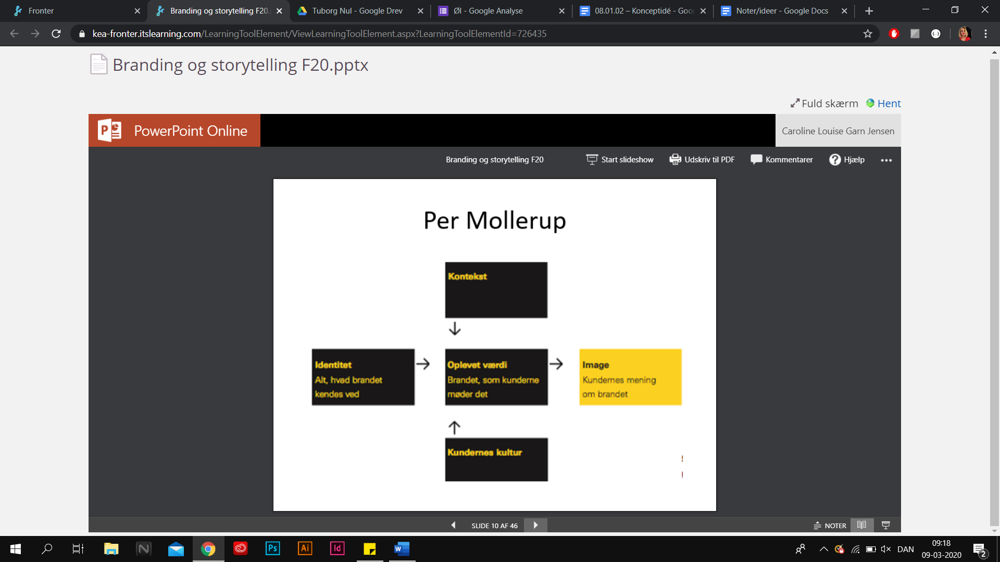 Fronter
Branding og storytelling F20.
Tuborg Nul - Google Drev
Øl - Google Analyse
08.01.02 – Konceptidé - Goo
Noter/ideer - Google Docs
kea-fronter.itslearning.com/LearningToolElement/ViewLearningToolElement.aspx?LearningToolElementId=726435
Branding og storytelling F20.pptx
Fuld skærm
Hent
PowerPoint Online
Caroline Louise Garn Jensen
Branding og storytelling F20
Start slideshow
Udskriv til PDF
Kommentarer
Hjælp
Per Mollerup
Kontekst
Identitet
Alt, hvad brandet
kendes ved
Oplevet værdi
Brandet, som kunderne
møder det
Image
Kundernes mening
om brandet
Kundernes kultur
SLIDE 10 AF 46
NOTER
Ps
Ai
Id
DAN
09:18
09-03-2020
2